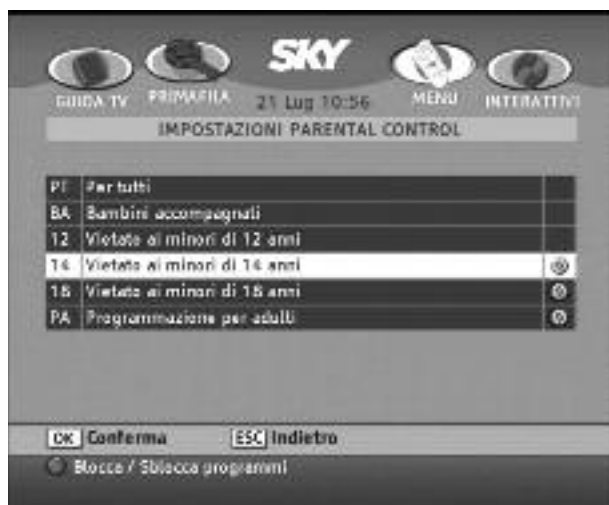 SKY
GUIDA TV PRIMAFILA 21 Lug 10:56 MENU INTERATTIVI
IMPOSTAZIONI PARENTAL CONTROL
PT Per tutti
BA Bambini accompagnati
12 Vietato ai minori di 12 anni
14 Vietato ai minori di 14 anni
18 Vietato ai minori di 18 anni
PA Programmazione per adulti
OK Conferma ESC Indietro
Blocca / Sblocca programmi